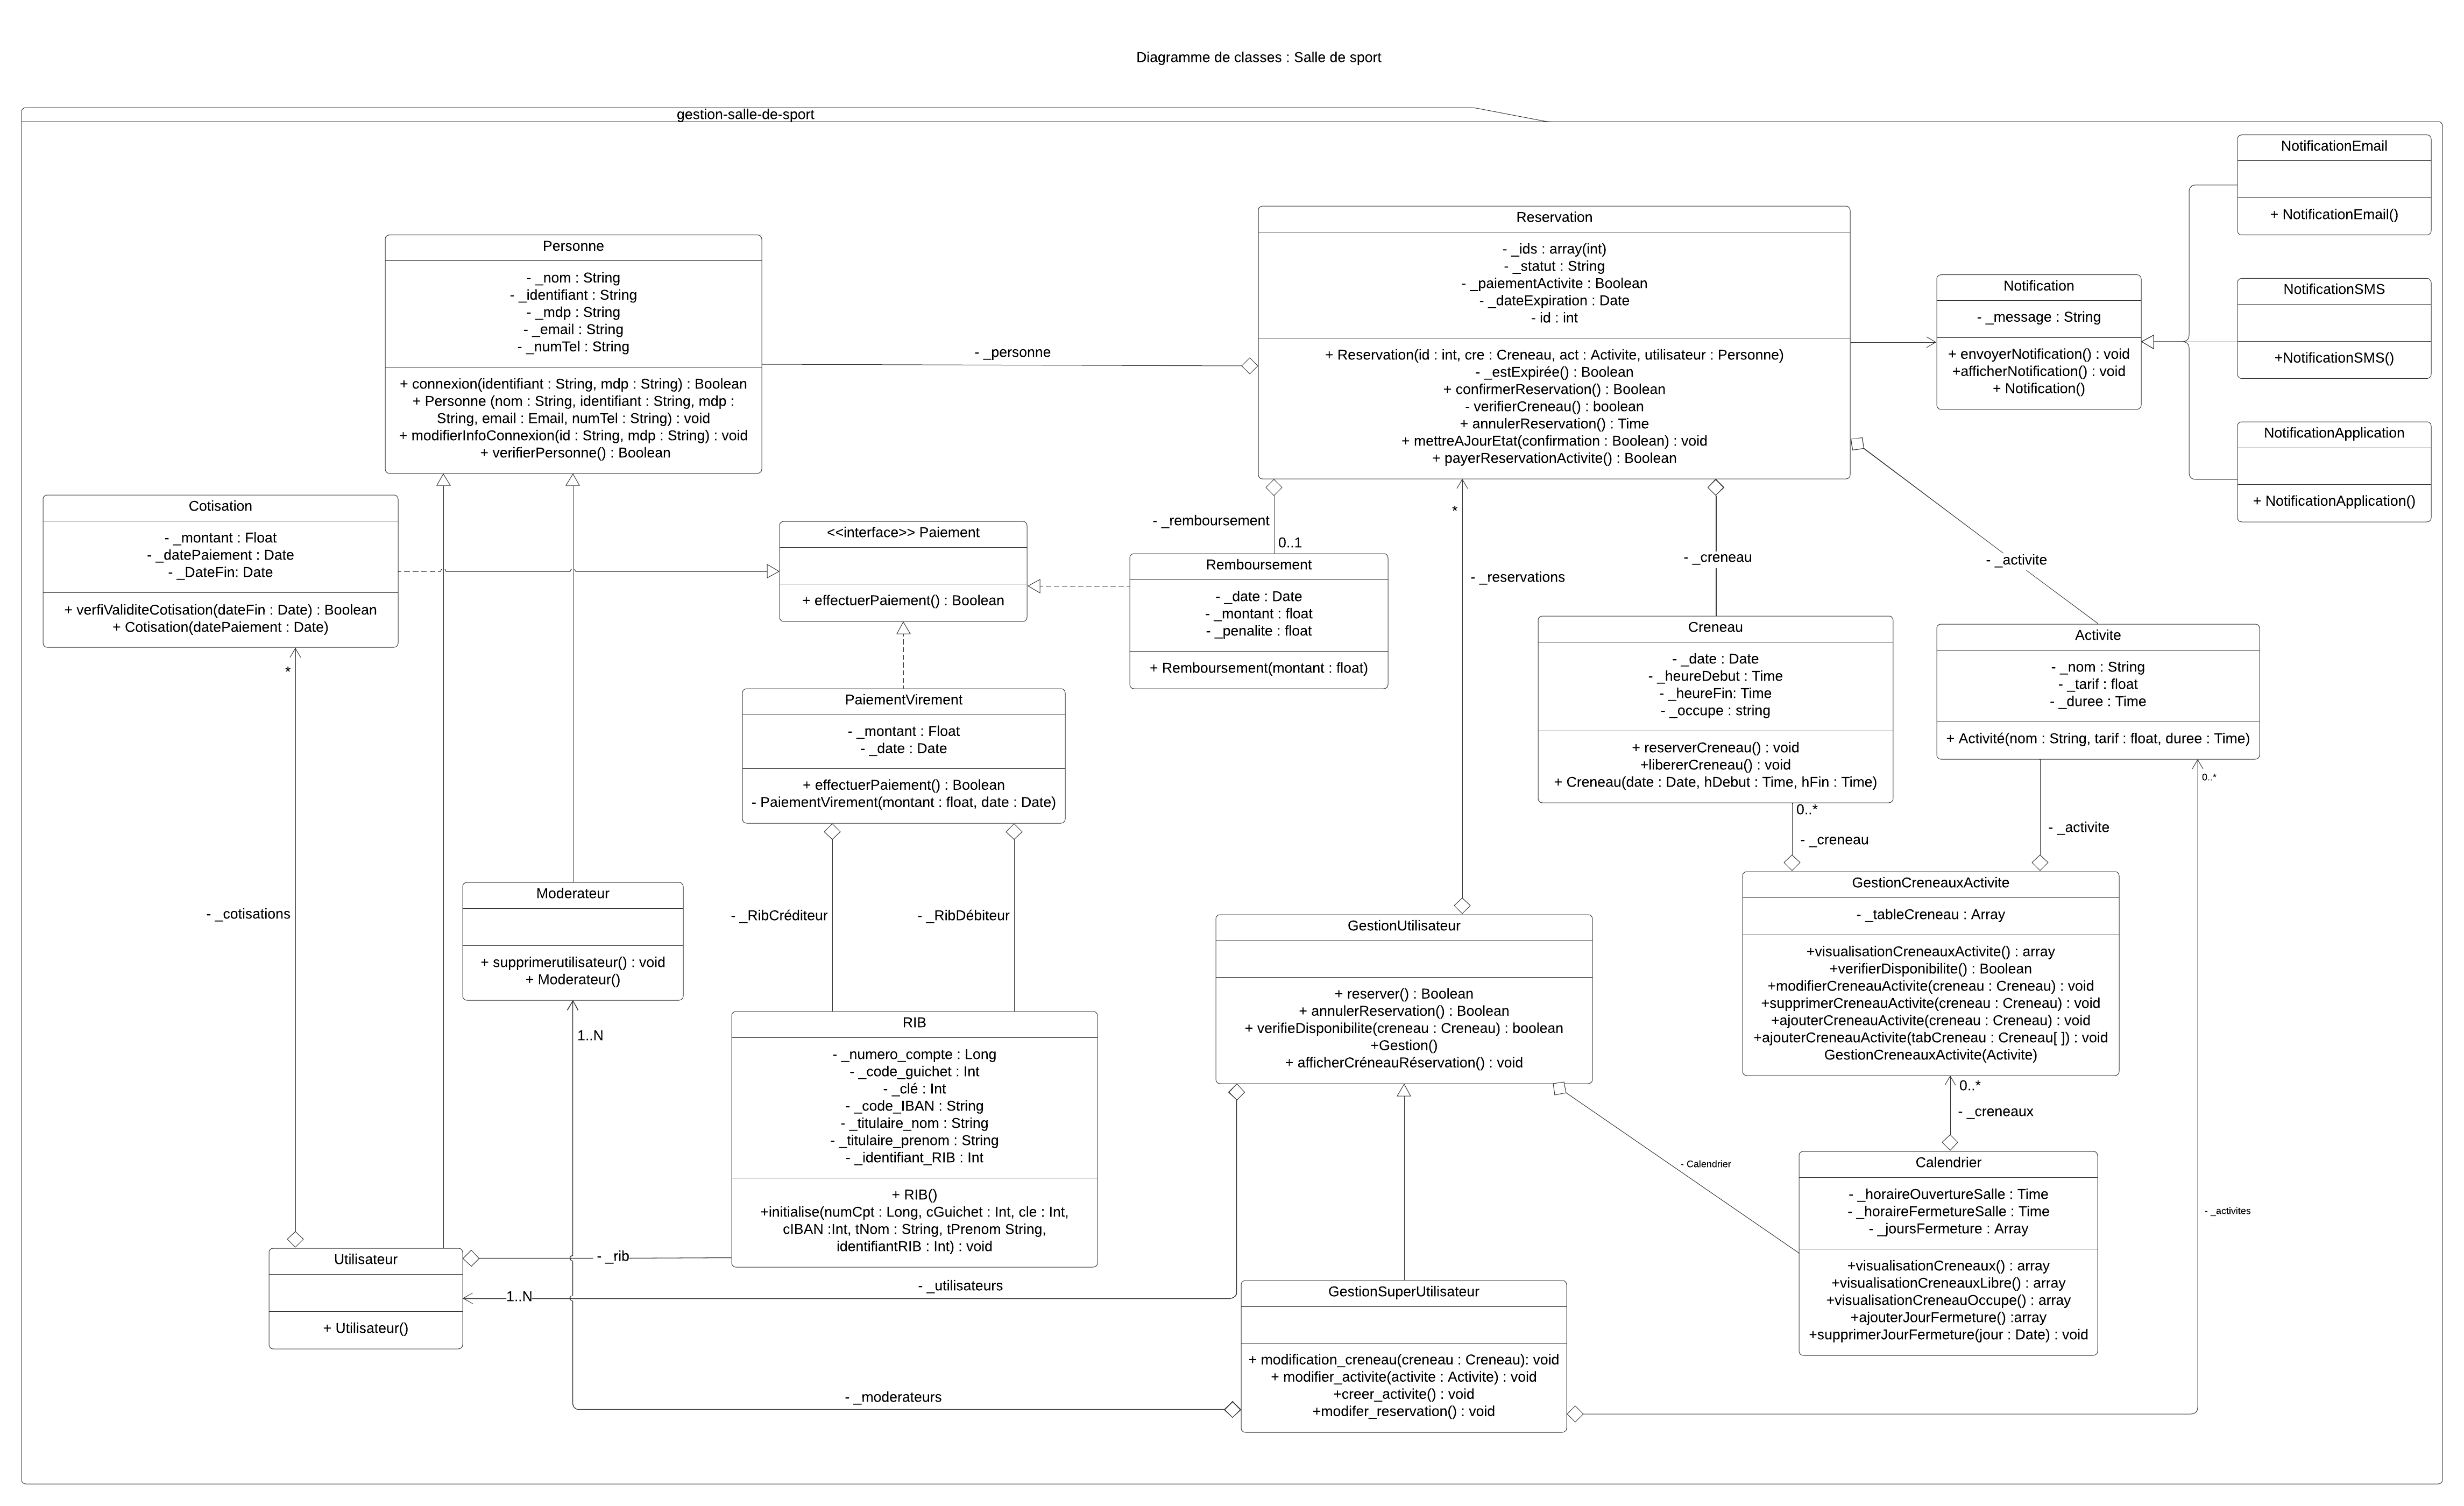 Diagramme de classes : Salle de sport
gestion-salle-de-sport
NotificationEmail
+ NotificationEmail()
Reservation
- _ids : array(int)
- _statut : String
- _paiementActivite : Boolean
- _dateExpiration : Date
- id : int
+ Reservation(id : int, cre : Creneau, act : Activite, utilisateur : Personne)
- _estExpirée() : Boolean
+ confirmerReservation() : Boolean
- verifierCreneau() : boolean
+ annulerReservation() : Time
+ mettreAJourEtat(confirmation : Boolean) : void
+ payerReservationActivite() : Boolean
Personne
- _nom : String
- _identifiant : String
- _mdp : String
- _email : String
- _numTel : String
+ connexion(identifiant : String, mdp : String) : Boolean
+ Personne (nom : String, identifiant : String, mdp :
String, email : Email, numTel : String) : void
+ modifierInfoConnexion(id : String, mdp : String) : void
+ verifierPersonne() : Boolean
- _personne
Notification
- _message : String
+ envoyerNotification() : void
+afficherNotification() : void
+ Notification()
NotificationSMS
+NotificationSMS()
NotificationApplication
+ NotificationApplication()
Cotisation
- _montant : Float
- _datePaiement : Date
- _DateFin: Date
+ verfiValiditeCotisation(dateFin : Date) : Boolean
+ Cotisation(datePaiement : Date)
*
<<interface>> Paiement
+ effectuerPaiement() : Boolean
- _remboursement
0..1
Remboursement
- _date : Date
- _montant : float
- _penalite : float
+ Remboursement(montant : float)
*
- _reservations
- _creneau
- _activite
Creneau
- _date : Date
- _heureDebut : Time
- _heureFin: Time
- _occupe : string
+ reserverCreneau() : void
+libererCreneau() : void
+ Creneau(date : Date, hDebut : Time, hFin : Time)
0..*
- _creneau
Activite
- _nom : String
- _tarif : float
- _duree : Time
+ Activité(nom : String, tarif : float, duree : Time)
0..*
- _activite
PaiementVirement
- _montant : Float
- _date : Date
+ effectuerPaiement() : Boolean
- PaiementVirement(montant : float, date : Date)
- _cotisations
Moderateur
+ supprimerutilisateur() : void
+ Moderateur()
1..N
- _RibCréditeur
- _RibDébiteur
GestionUtilisateur
+ reserver() : Boolean
+ annulerReservation() : Boolean
+ verifieDisponibilite(creneau : Creneau) : boolean
+Gestion()
+ afficherCréneauRéservation() : void
GestionCreneauxActivite
- _tableCreneau : Array
+visualisationCreneauxActivite() : array
+verifierDisponibilite() : Boolean
+modifierCreneauActivite(creneau : Creneau) : void
+supprimerCreneauActivite(creneau : Creneau) : void
+ajouterCreneauActivite(creneau : Creneau) : void
+ajouterCreneauActivite(tabCreneau : Creneau[ ]) : void
GestionCreneauxActivite(Activite)
0..*
- _creneaux
RIB
- _numero_compte : Long
- _code_guichet : Int
- _clé : Int
- _code_IBAN : String
- _titulaire_nom : String
- _titulaire_prenom : String
- _identifiant_RIB : Int
+ RIB()
+initialise(numCpt : Long, cGuichet : Int, cle : Int,
cIBAN :Int, tNom : String, tPrenom String,
identifiantRIB : Int) : void
- Calendrier
Calendrier
- _horaireOuvertureSalle : Time
- _horaireFermetureSalle : Time
- _joursFermeture : Array
+visualisationCreneaux() : array
+visualisationCreneauxLibre() : array
+visualisationCreneauOccupe() : array
+ajouterJourFermeture() :array
+supprimerJourFermeture(jour : Date) : void
- _activites
Utilisateur
+ Utilisateur()
- _rib
1..N
- _utilisateurs
GestionSuperUtilisateur
+ modification_creneau(creneau : Creneau): void
+ modifier_activite(activite : Activite) : void
+creer_activite() : void
+modifer_reservation() : void
- _moderateurs